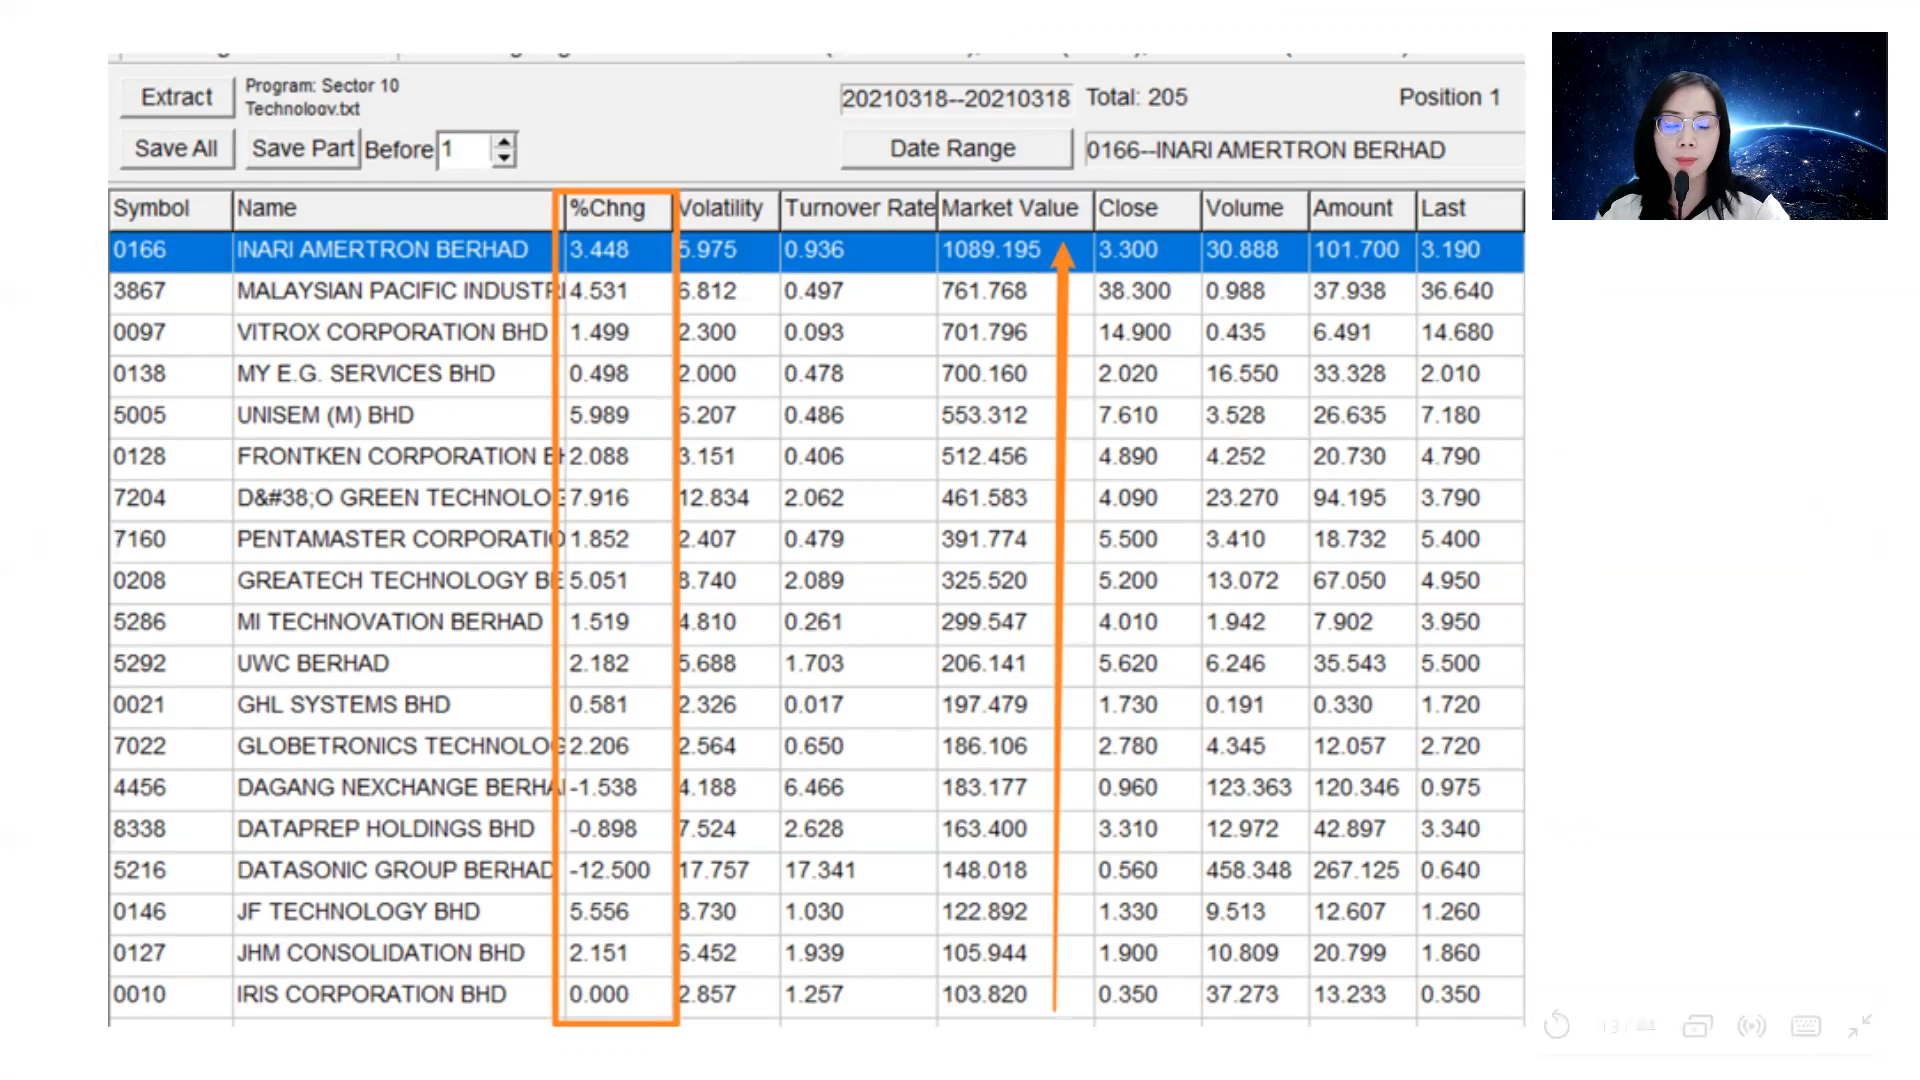 Extract
Program: Sector 10
Technology.txt
20210318--20210318
Total: 205
Position 1
Save All
Save Part
Before
1
Date Range
0166--INARI AMERTRON BERHAD
Symbol Name %Chng Volatility Turnover Rate Market Value Close Volume Amount Last
0166 INARI AMERTRON BERHAD 3.448 5.975 0.936 1089.195 3.300 30.888 101.700 3.190
3867 MALAYSIAN PACIFIC INDUSTRI 4.531 6.812 0.497 761.768 38.300 0.988 37.938 36.640
0097 VITROX CORPORATION BHD 1.499 2.300 0.093 701.796 14.900 0.435 6.491 14.680
0138 MY E.G. SERVICES BHD 0.498 2.000 0.478 700.160 2.020 16.550 33.328 2.010
5005 UNISEM (M) BHD 5.989 6.207 0.486 553.312 7.610 3.528 26.635 7.180
0128 FRONTKEN CORPORATION BH 2.088 3.151 0.406 512.456 4.890 4.252 20.730 4.790
7204 D&#38;O GREEN TECHNOLOG 7.916 12.834 2.062 461.583 4.090 23.270 94.195 3.790
7160 PENTAMASTER CORPORATIO 1.852 2.407 0.479 391.774 5.500 3.410 18.732 5.400
0208 GREATECH TECHNOLOGY BE 5.051 8.740 2.089 325.520 5.200 13.072 67.050 4.950
5286 MI TECHNOVATION BERHAD 1.519 4.810 0.261 299.547 4.010 1.942 7.902 3.950
5292 UWC BERHAD 2.182 5.688 1.703 206.141 5.620 6.246 35.543 5.500
0021 GHL SYSTEMS BHD 0.581 2.326 0.017 197.479 1.730 0.191 0.330 1.720
7022 GLOBETRONICS TECHNOLOG 2.206 2.564 0.650 186.106 2.780 4.345 12.057 2.720
4456 DAGANG NEXCHANGE BERHA -1.538 4.188 6.466 183.177 0.960 123.363 120.346 0.975
8338 DATAPREP HOLDINGS BHD -0.898 7.524 2.628 163.400 3.310 12.972 42.897 3.340
5216 DATASONIC GROUP BERHAD -12.500 17.757 17.341 148.018 0.560 458.348 267.125 0.640
0146 JF TECHNOLOGY BHD 5.556 8.730 1.030 122.892 1.330 9.513 12.607 1.260
0127 JHM CONSOLIDATION BHD 2.151 6.452 1.939 105.944 1.900 10.809 20.799 1.860
0010 IRIS CORPORATION BHD 0.000 2.857 1.257 103.820 0.350 37.273 13.233 0.350